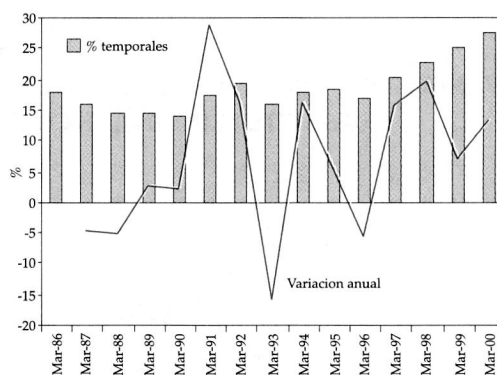 30
25
% temporales
20
15
10
%
5
0
-5
-10
Variacion anual
-15
-20
Mar-86
Mar-87
Mar-88
Mar-89
Mar-90
Mar-91
Mar-92
Mar-93
Mar-94
Mar-95
Mar-96
Mar-97
Mar-98
Mar-99
Mar-00